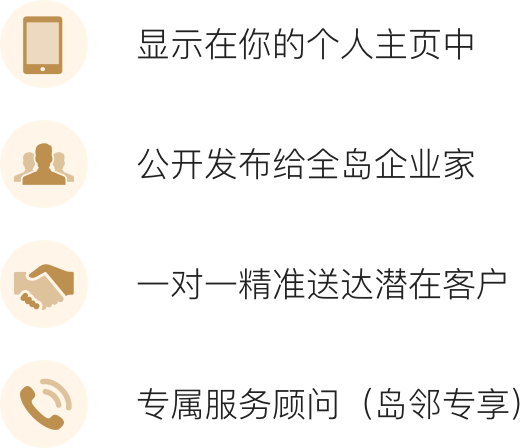 显示在你的个人主页中
公开发布给全岛企业家
一对一精准送达潜在客户
专属服务顾问（岛邻专享）